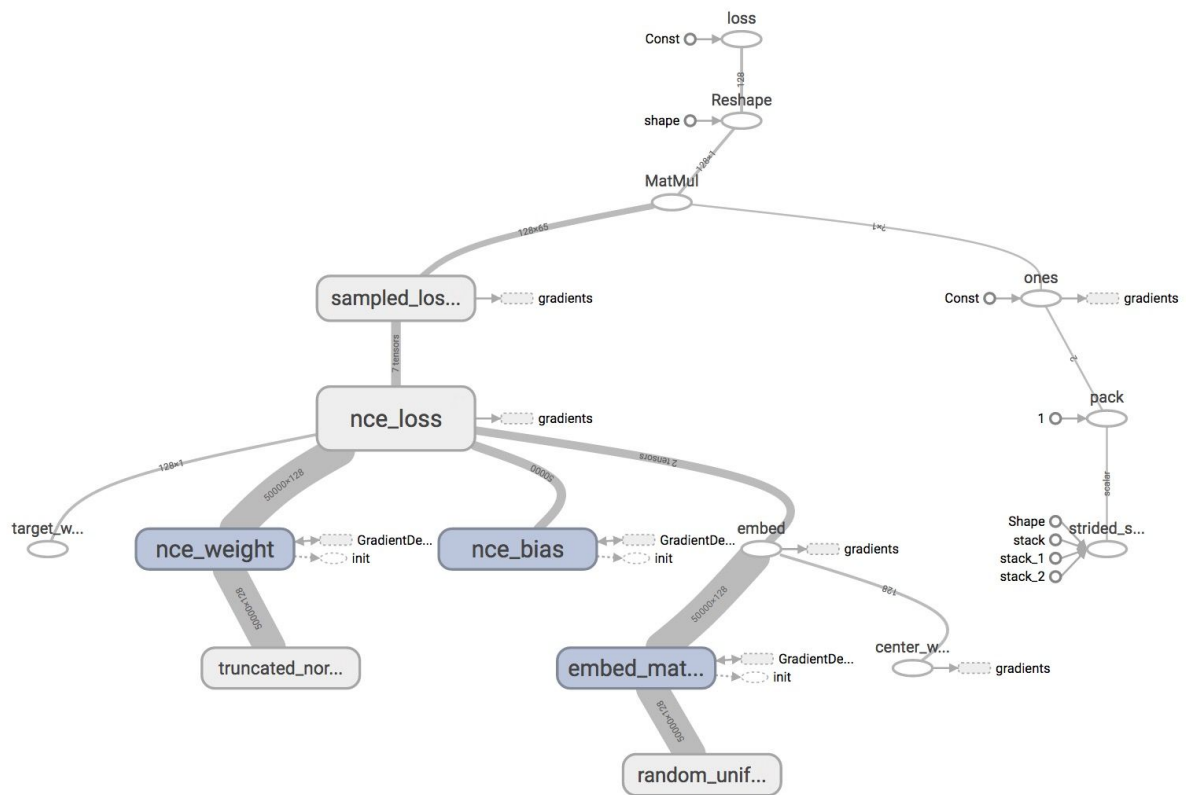 loss
Const
128
Reshape
shape
128×1
MatMul
128×65
?×1
sampled_los...
gradients
ones
Const
gradients
7 tensors
2
nce_loss
gradients
pack
1
128×1
50000×128
50000
2 tensors
scalar
target_w...
nce_weight
GradientDe...
init
nce_bias
GradientDe...
init
embed
gradients
Shape
stack
stack_1
stack_2
strided_s...
50000×128
50000×128
128
truncated_nor...
embed_mat...
GradientDe...
init
center_w...
gradients
50000×128
random_unif...